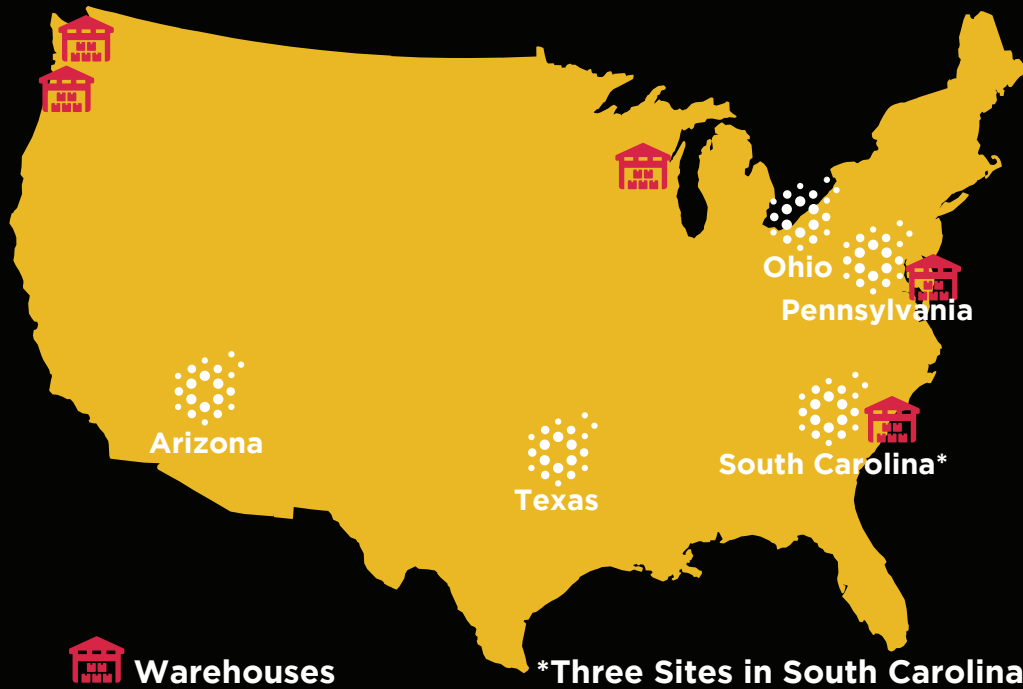 Ohio
Pennsylvania
Arizona
South Carolina*
Texas
Warehouses
*Three Sites in South Carolina